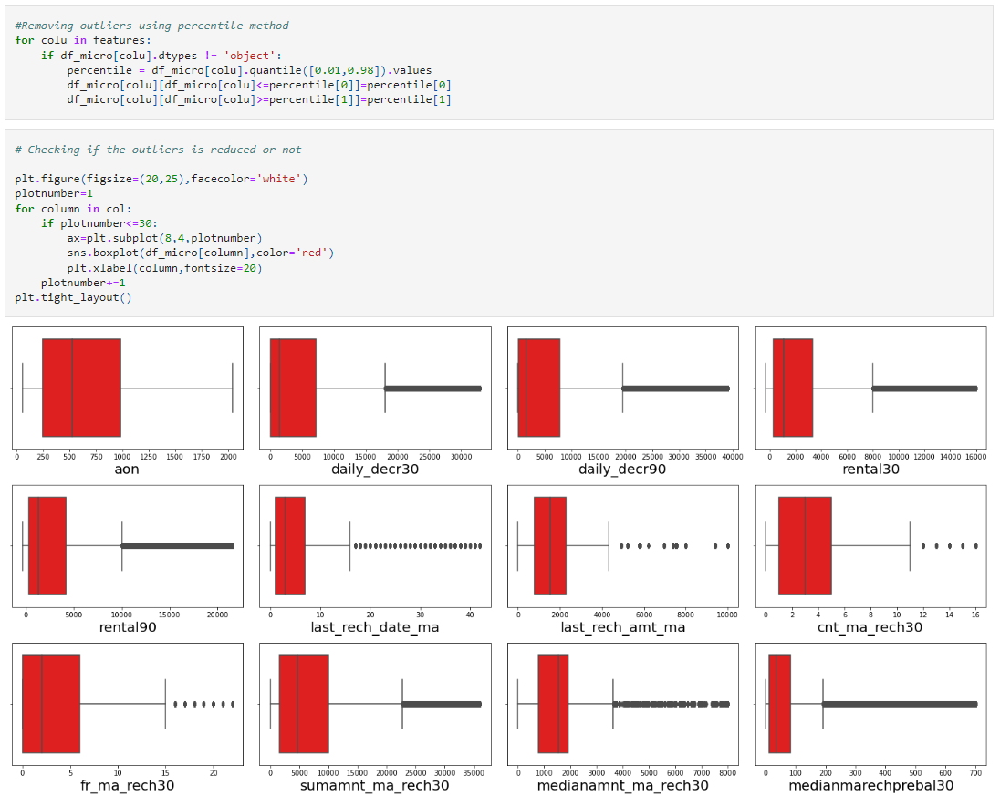 #Removing outliers using percentile method
for colu in features:
    if df_micro[colu].dtypes != 'object':
        percentile = df_micro[colu].quantile([0.01,0.98]).values
        df_micro[colu][df_micro[colu]<=percentile[0]]=percentile[0]
        df_micro[colu][df_micro[colu]>=percentile[1]]=percentile[1]
# Checking if the outliers is reduced or not
plt.figure(figsize=(20,25),facecolor='white')
plotnumber=1
for column in col:
    if plotnumber<=30:
        ax=plt.subplot(8,4,plotnumber)
        sns.boxplot(df_micro[column],color='red')
        plt.xlabel(column,fontsize=20)
    plotnumber+=1
plt.tight_layout()
0 250 500 750 1000 1250 1500 1750 2000
aon
0 5000 10000 15000 20000 25000 30000
daily_decr30
0 5000 10000 15000 20000 25000 30000 35000 40000
daily_decr90
0 2000 4000 6000 8000 10000 12000 14000 16000
rental30
0 5000 10000 15000 20000
rental90
0 10 20 30 40
last_rech_date_ma
0 2000 4000 6000 8000 10000
last_rech_amt_ma
0 2 4 6 8 10 12 14 16
cnt_ma_rech30
0 5 10 15 20
fr_ma_rech30
0 5000 10000 15000 20000 25000 30000 35000
sumamnt_ma_rech30
0 1000 2000 3000 4000 5000 6000 7000 8000
medianamnt_ma_rech30
0 100 200 300 400 500 600 700
medianmarechprebal30